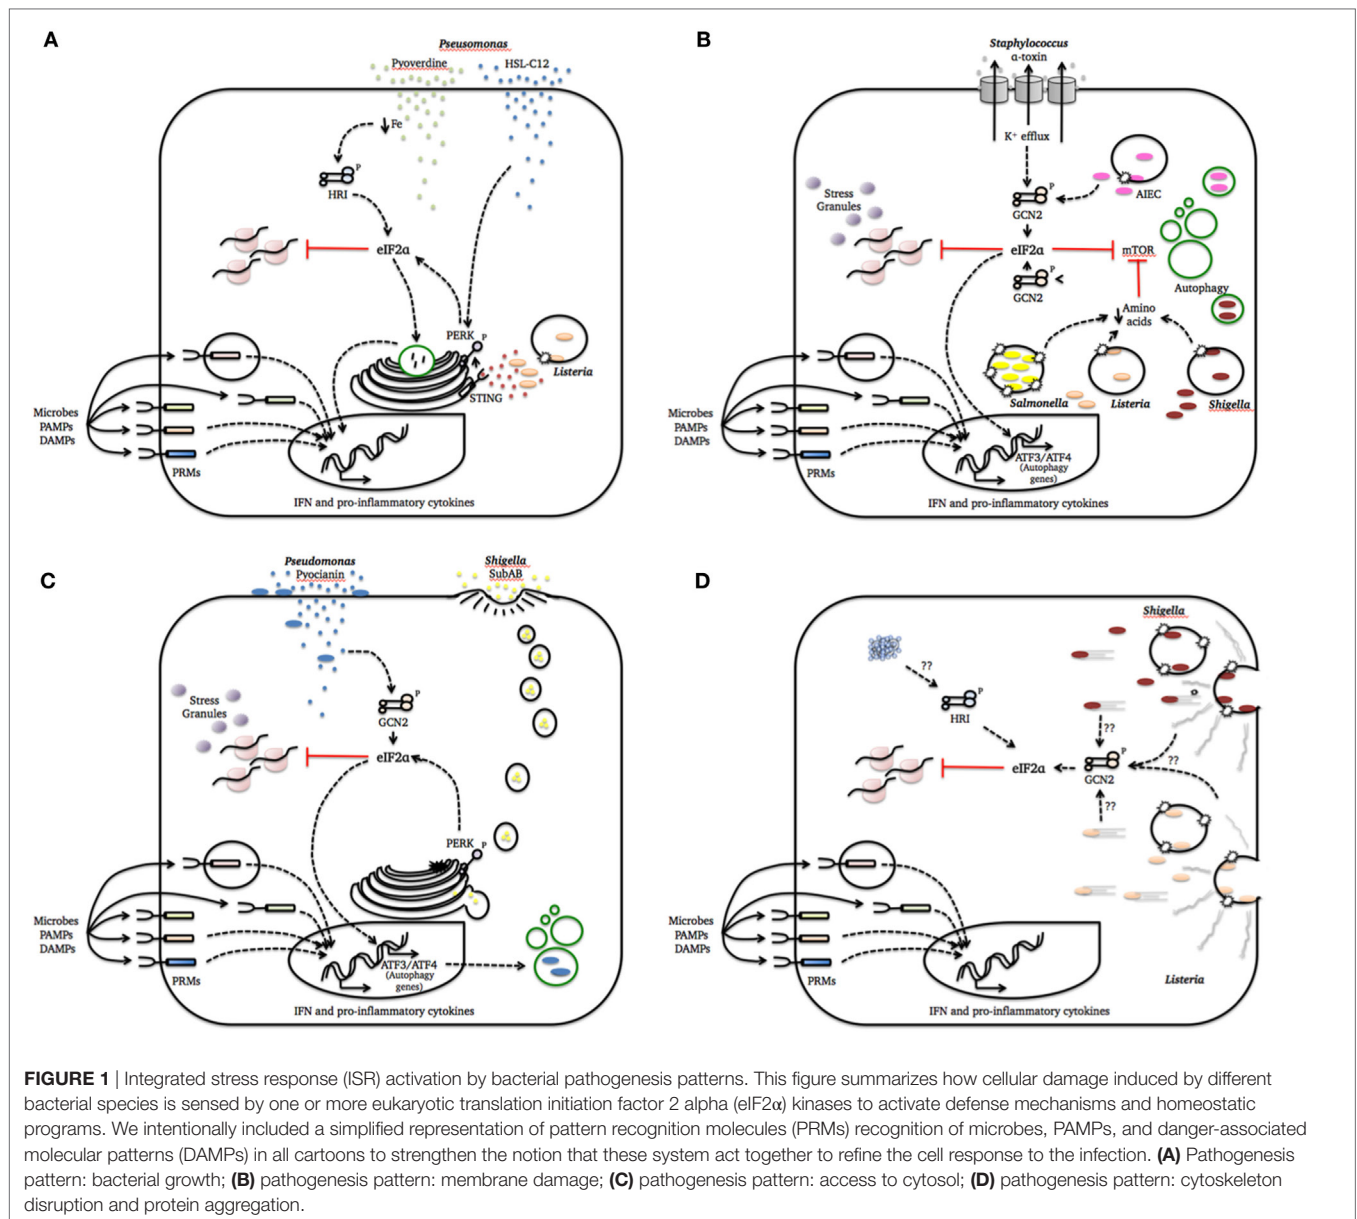 A
Pseusomonas
Pyoverdine
HSL-C12
Fe
P
HRI
eIF2α
PERK
P
Listeria
STING
Microbes
PAMPs
DAMPs
PRMs
IFN and pro-inflammatory cytokines
B
Staphylococcus
α-toxin
K⁺ efflux
AIEC
P
GCN2
Stress
Granules
eIF2α
mTOR
P
GCN2
Autophagy
Amino
acids
Salmonella
Listeria
Shigella
Microbes
PAMPs
DAMPs
PRMs
ATF3/ATF4
(Autophagy
genes)
IFN and pro-inflammatory cytokines
C
Pseudomonas
Pyocianin
Shigella
SubAB
P
GCN2
Stress
Granules
eIF2α
PERK
P
Microbes
PAMPs
DAMPs
PRMs
ATF3/ATF4
(Autophagy
genes)
IFN and pro-inflammatory cytokines
D
Shigella
??
P
HRI
??
??
P
GCN2
eIF2α
??
Microbes
PAMPs
DAMPs
PRMs
Listeria
IFN and pro-inflammatory cytokines
FIGURE 1 | Integrated stress response (ISR) activation by bacterial pathogenesis patterns. This figure summarizes how cellular damage induced by different
bacterial species is sensed by one or more eukaryotic translation initiation factor 2 alpha (eIF2α) kinases to activate defense mechanisms and homeostatic
programs. We intentionally included a simplified representation of pattern recognition molecules (PRMs) recognition of microbes, PAMPs, and danger-associated
molecular patterns (DAMPs) in all cartoons to strengthen the notion that these system act together to refine the cell response to the infection. (A) Pathogenesis
pattern: bacterial growth; (B) pathogenesis pattern: membrane damage; (C) pathogenesis pattern: access to cytosol; (D) pathogenesis pattern: cytoskeleton
disruption and protein aggregation.